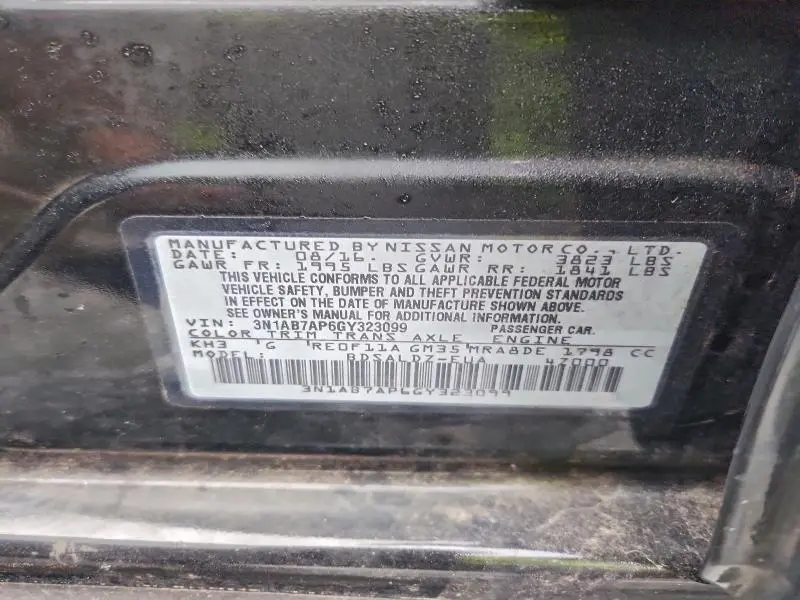 MANUFACTURED BY NISSAN MOTOR CO., LTD.
DATE: 08/16. GVWR: 3823 LBS
GAWR FR: 1995 LBS GAWR RR: 1841 LBS
THIS VEHICLE CONFORMS TO ALL APPLICABLE FEDERAL MOTOR
VEHICLE SAFETY, BUMPER AND THEFT PREVENTION STANDARDS
IN EFFECT ON THE DATE OF MANUFACTURE SHOWN ABOVE.
SEE OWNER'S MANUAL FOR ADDITIONAL INFORMATION.
VIN: 3N1AB7AP6GY323099 PASSENGER CAR.
COLOR TRIM TRANS AXLE ENGINE
KH3 G RE0F11A GM35 MRA8DE 1798 CC
MODEL: BDSALDZ-EUA 47000
3N1AB7AP6GY323099